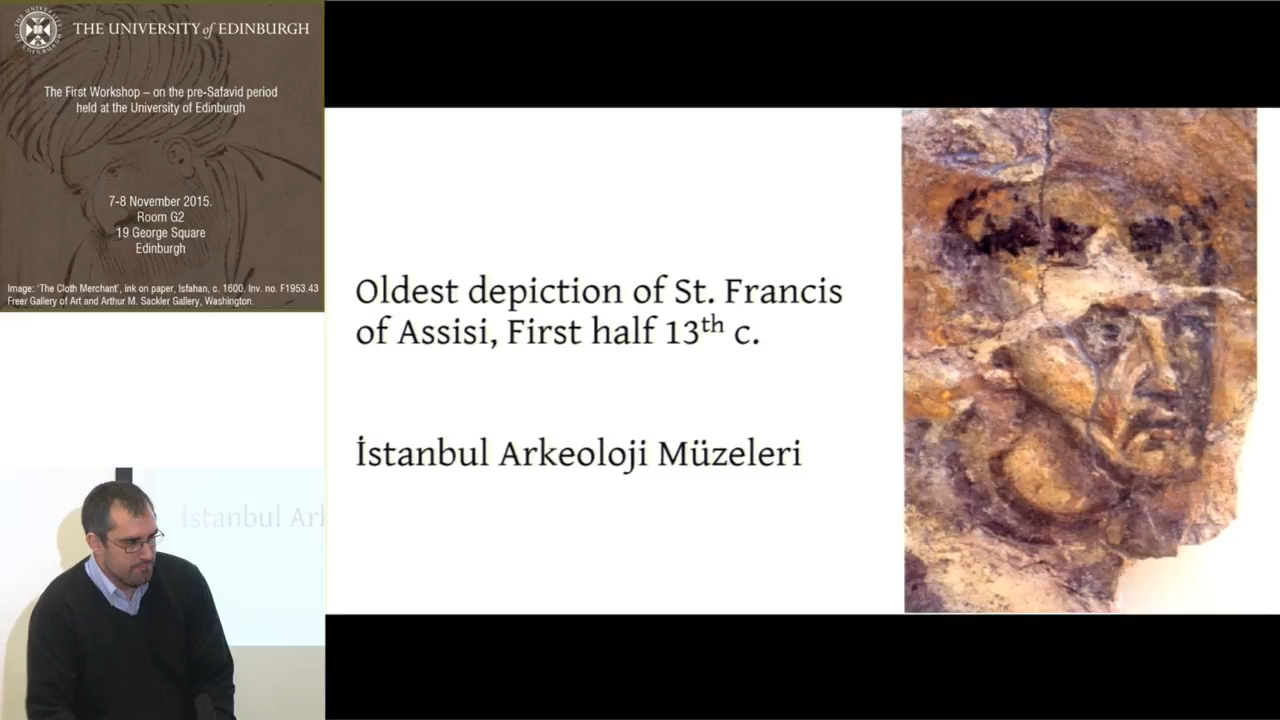 THE UNIVERSITY of EDINBURGH
The First Workshop – on the pre-Safavid period
held at the University of Edinburgh
7-8 November 2015.
Room G2
19 George Square
Edinburgh
Image: 'The Cloth Merchant', ink on paper, Isfahan, c. 1600. Inv. no. F1953.43
Freer Gallery of Art and Arthur M. Sackler Gallery, Washington.
Oldest depiction of St. Francis
of Assisi, First half 13th c.
İstanbul Arkeoloji Müzeleri
İstanbul Ark